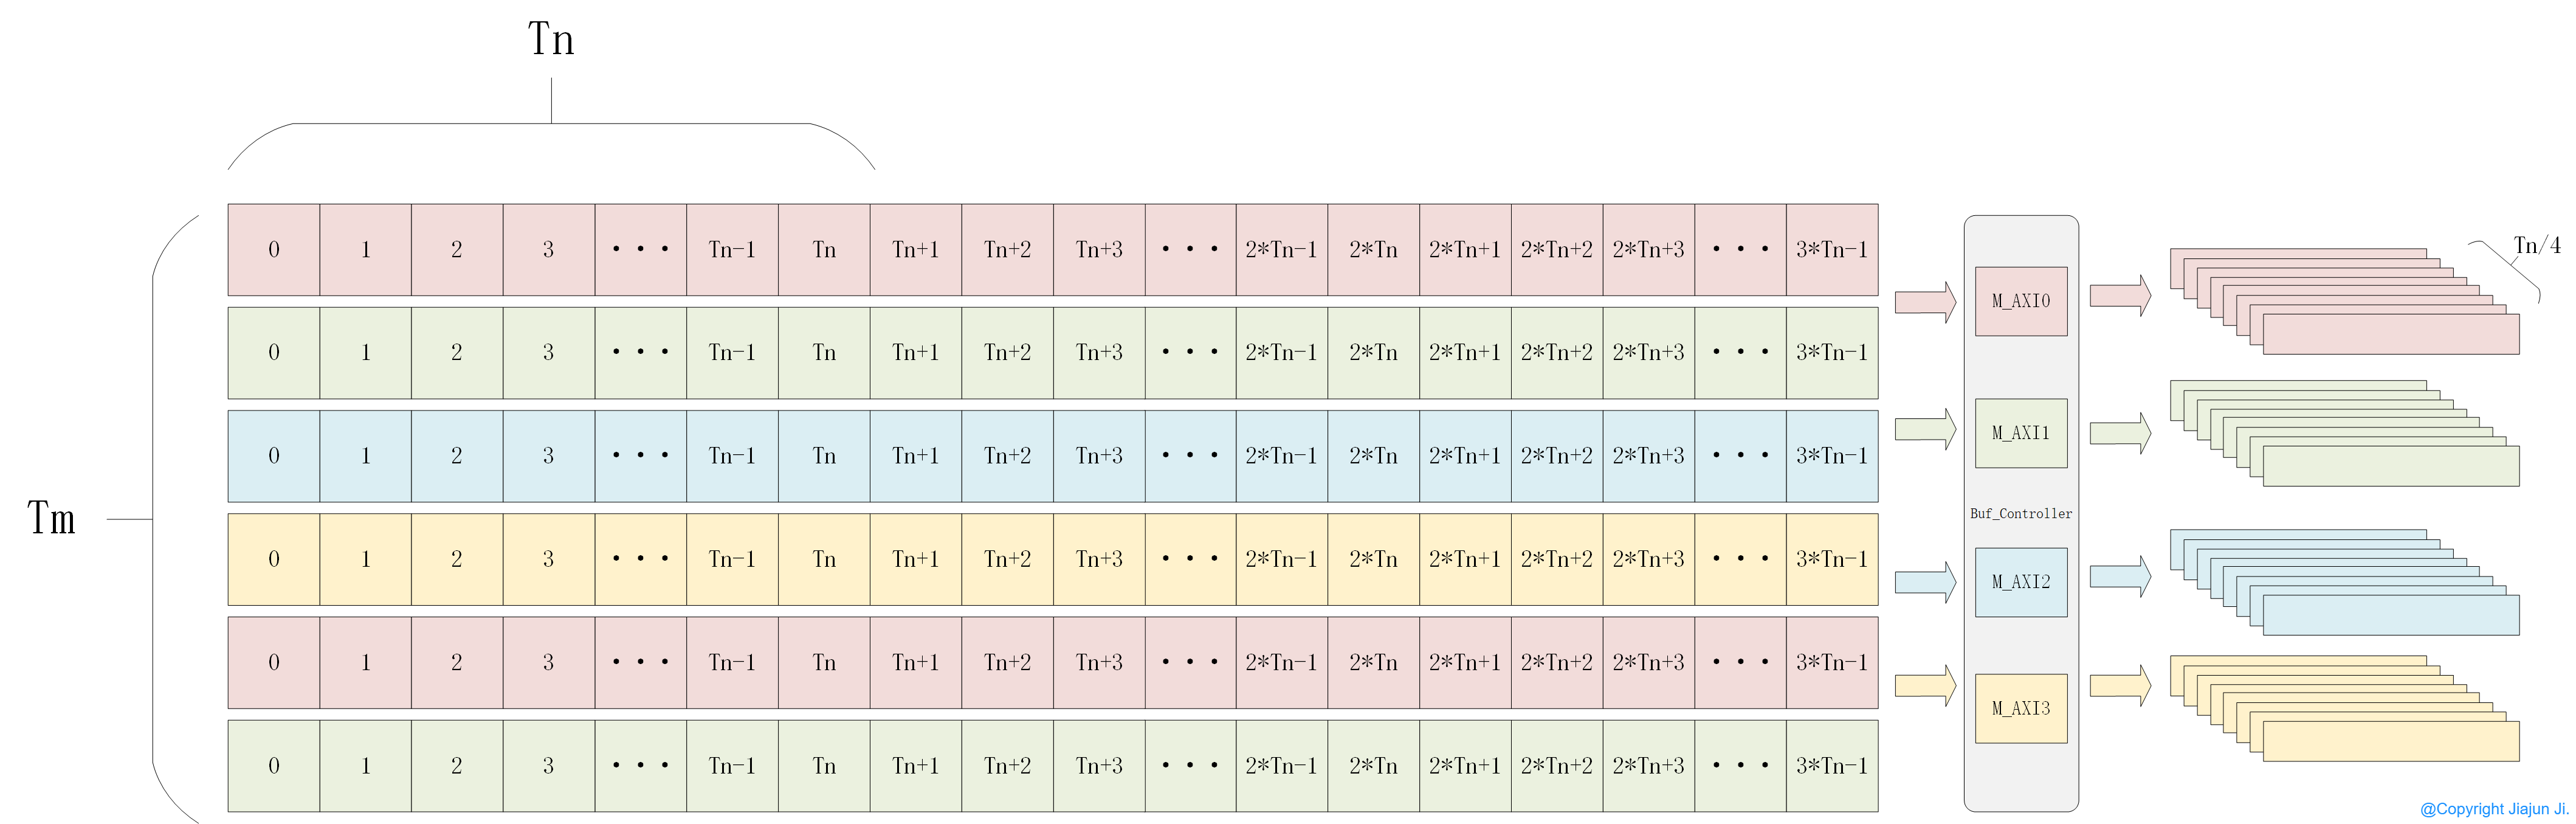 Tn
Tm
0 1 2 3 • • • Tn-1 Tn Tn+1 Tn+2 Tn+3 • • • 2*Tn-1 2*Tn 2*Tn+1 2*Tn+2 2*Tn+3 • • • 3*Tn-1
0 1 2 3 • • • Tn-1 Tn Tn+1 Tn+2 Tn+3 • • • 2*Tn-1 2*Tn 2*Tn+1 2*Tn+2 2*Tn+3 • • • 3*Tn-1
0 1 2 3 • • • Tn-1 Tn Tn+1 Tn+2 Tn+3 • • • 2*Tn-1 2*Tn 2*Tn+1 2*Tn+2 2*Tn+3 • • • 3*Tn-1
0 1 2 3 • • • Tn-1 Tn Tn+1 Tn+2 Tn+3 • • • 2*Tn-1 2*Tn 2*Tn+1 2*Tn+2 2*Tn+3 • • • 3*Tn-1
0 1 2 3 • • • Tn-1 Tn Tn+1 Tn+2 Tn+3 • • • 2*Tn-1 2*Tn 2*Tn+1 2*Tn+2 2*Tn+3 • • • 3*Tn-1
0 1 2 3 • • • Tn-1 Tn Tn+1 Tn+2 Tn+3 • • • 2*Tn-1 2*Tn 2*Tn+1 2*Tn+2 2*Tn+3 • • • 3*Tn-1
M_AXI0
M_AXI1
Buf_Controller
M_AXI2
M_AXI3
Tn/4
@Copyright Jiajun Ji.